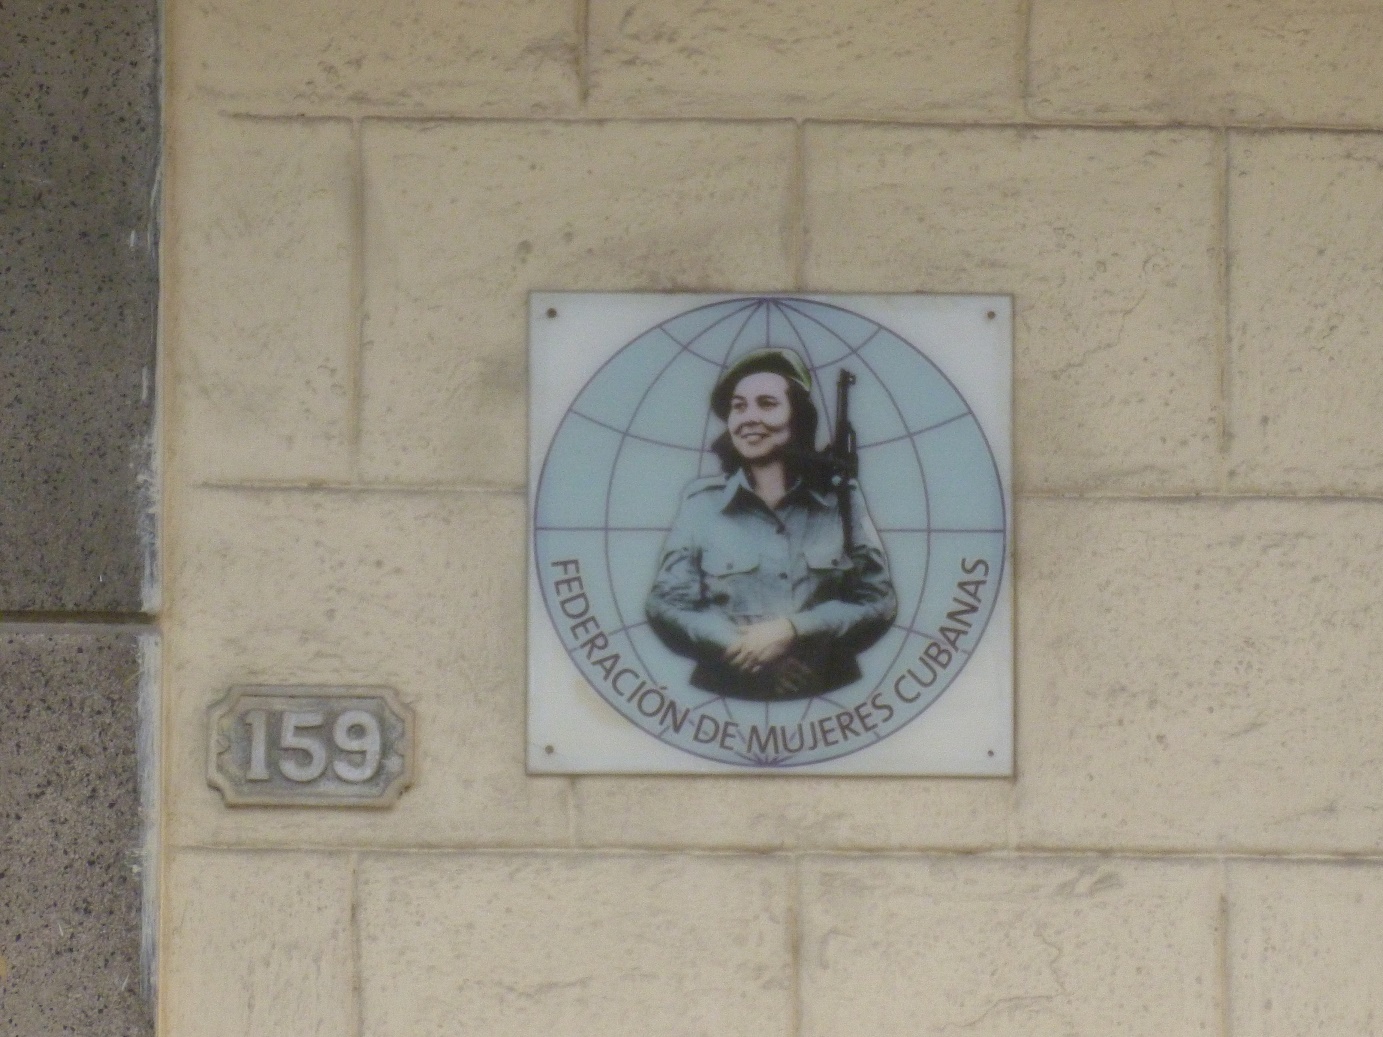 FEDERACIÓN DE MUJERES CUBANAS
159